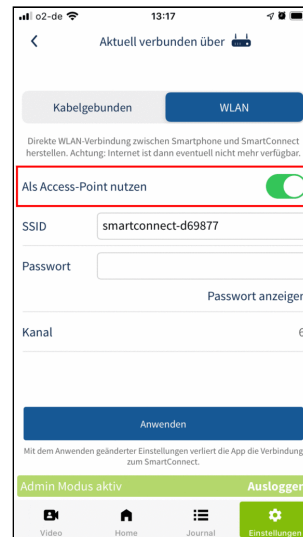 o2-de 13:17
Aktuell verbunden über
Kabelgebunden WLAN
Direkte WLAN-Verbindung zwischen Smartphone und SmartConnect
herstellen. Achtung: Internet ist dann eventuell nicht mehr verfügbar.
Als Access-Point nutzen
SSID smartconnect-d69877
Passwort
Passwort anzeigen
Kanal 6
Anwenden
Mit dem Anwenden geänderter Einstellungen verliert die App die Verbindung
zum SmartConnect.
Admin Modus aktiv Ausloggen
Video Home Journal Einstellungen